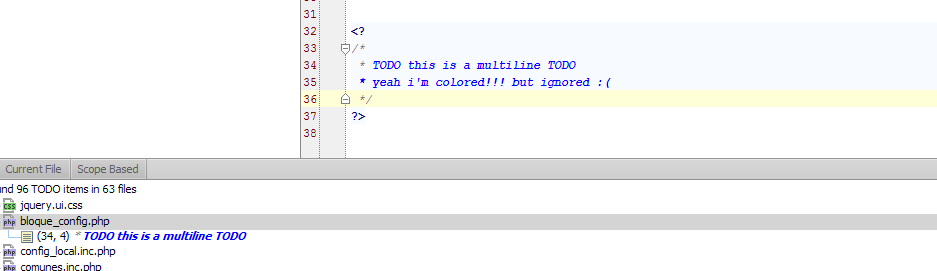 31
32 <?
33 /*
34 * TODO this is a multiline TODO
35 * yeah i'm colored!!! but ignored :(
36 */
37 ?>
38
Current File Scope Based
und 96 TODO items in 63 files
css jquery.ui.css
php bloque_config.php
(34, 4) * TODO this is a multiline TODO
php config_local.inc.php
php comunes.inc.php